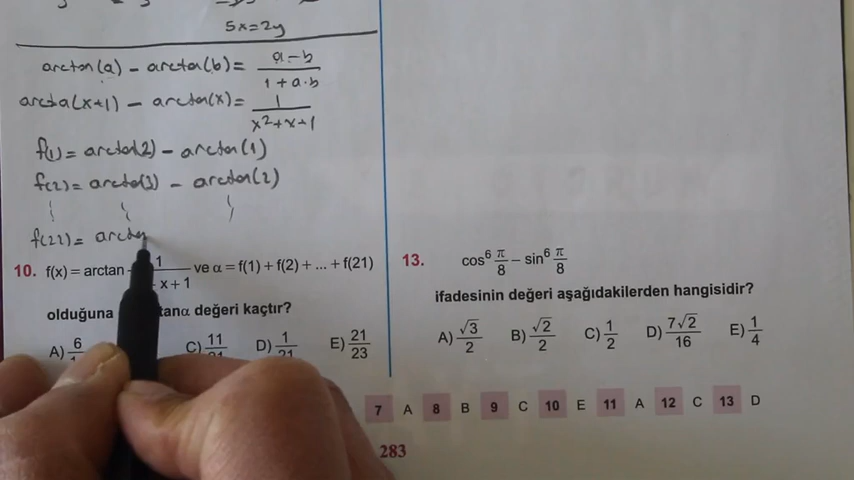 5x=2y
arctan(a) - arctan(b) = a-b / 1+a.b
arcta(x+1) - arctan(x) = 1 / x²+x+1
f(1) = arctan(2) - arctan(1)
f(2) = arctan(3) - arctan(2)
f(21) = arctan
10. f(x) = arctan 1 / x + 1 ve α = f(1) + f(2) + ... + f(21)
olduğuna tanα değeri kaçtır?
A) 6 C) 11 D) 1/21 E) 21/23
13. cos⁶ π/8 – sin⁶ π/8
ifadesinin değeri aşağıdakilerden hangisidir?
A) √3/2 B) √2/2 C) 1/2 D) 7√2/16 E) 1/4
7 A 8 B 9 C 10 E 11 A 12 C 13 D
283